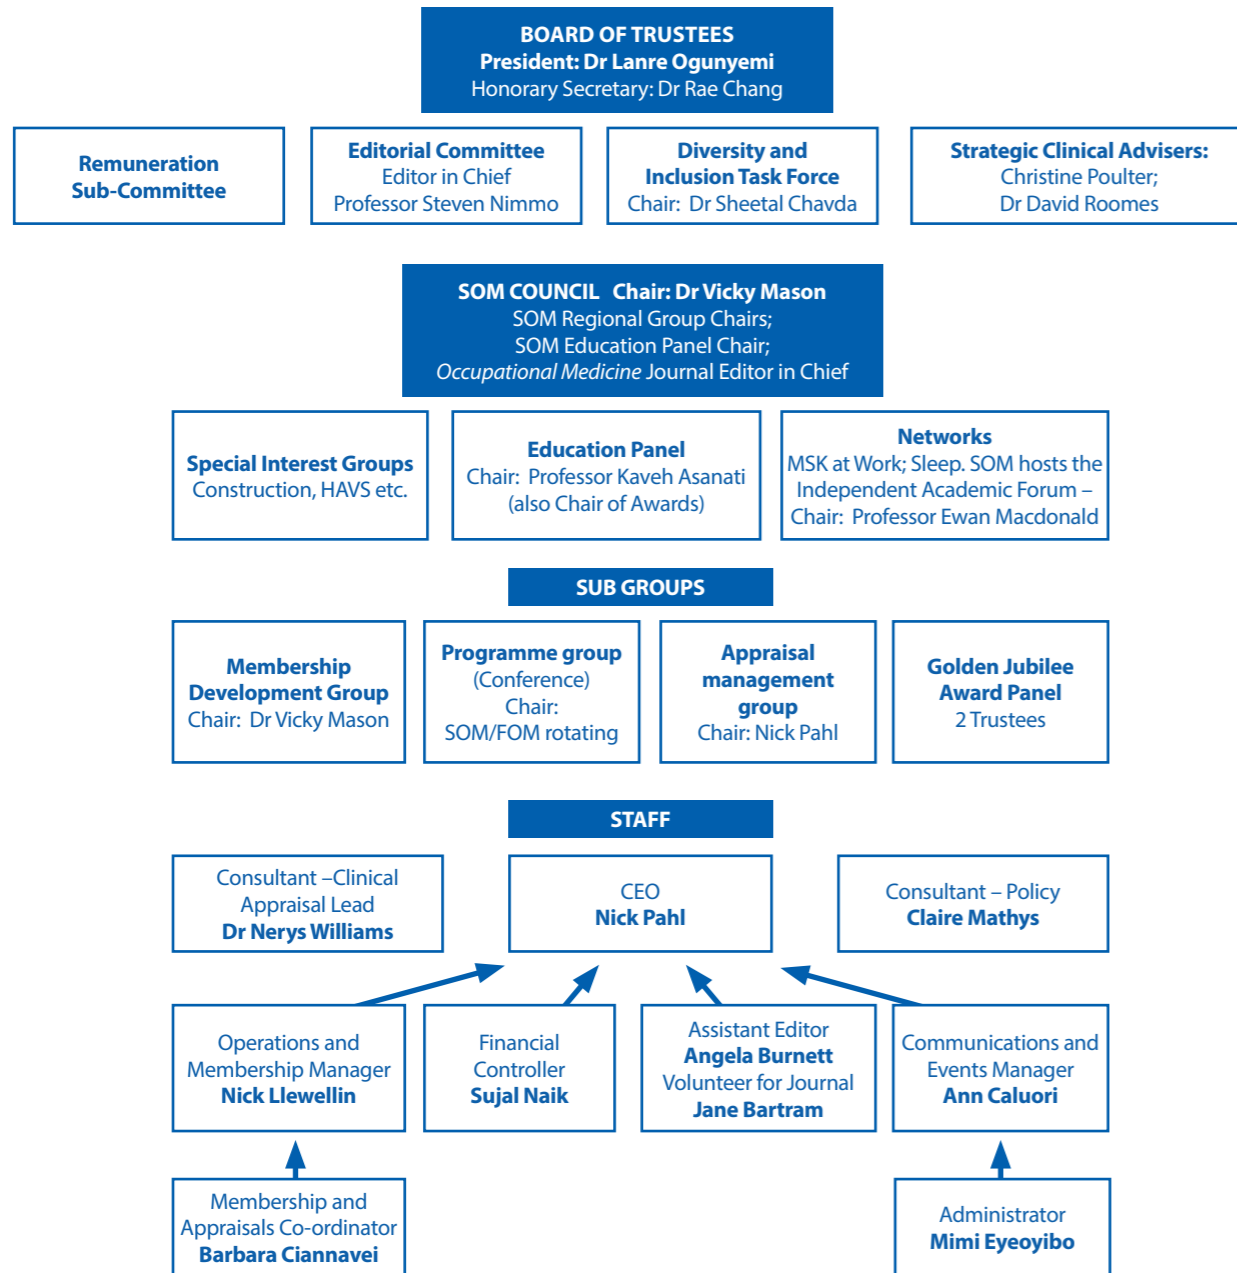 BOARD OF TRUSTEES
President: Dr Lanre Ogunyemi
Honorary Secretary: Dr Rae Chang
Remuneration
Sub-Committee
Editorial Committee
Editor in Chief
Professor Steven Nimmo
Diversity and
Inclusion Task Force
Chair: Dr Sheetal Chavda
Strategic Clinical Advisers:
Christine Poulter;
Dr David Roomes
SOM COUNCIL Chair: Dr Vicky Mason
SOM Regional Group Chairs;
SOM Education Panel Chair;
Occupational Medicine Journal Editor in Chief
Special Interest Groups
Construction, HAVS etc.
Education Panel
Chair: Professor Kaveh Asanati
(also Chair of Awards)
Networks
MSK at Work; Sleep. SOM hosts the
Independent Academic Forum –
Chair: Professor Ewan Macdonald
SUB GROUPS
Membership
Development Group
Chair: Dr Vicky Mason
Programme group
(Conference)
Chair:
SOM/FOM rotating
Appraisal
management
group
Chair: Nick Pahl
Golden Jubilee
Award Panel
2 Trustees
STAFF
Consultant –Clinical
Appraisal Lead
Dr Nerys Williams
CEO
Nick Pahl
Consultant – Policy
Claire Mathys
Operations and
Membership Manager
Nick Llewellin
Financial
Controller
Sujal Naik
Assistant Editor
Angela Burnett
Volunteer for Journal
Jane Bartram
Communications and
Events Manager
Ann Caluori
Membership and
Appraisals Co-ordinator
Barbara Ciannavei
Administrator
Mimi Eyeoyibo